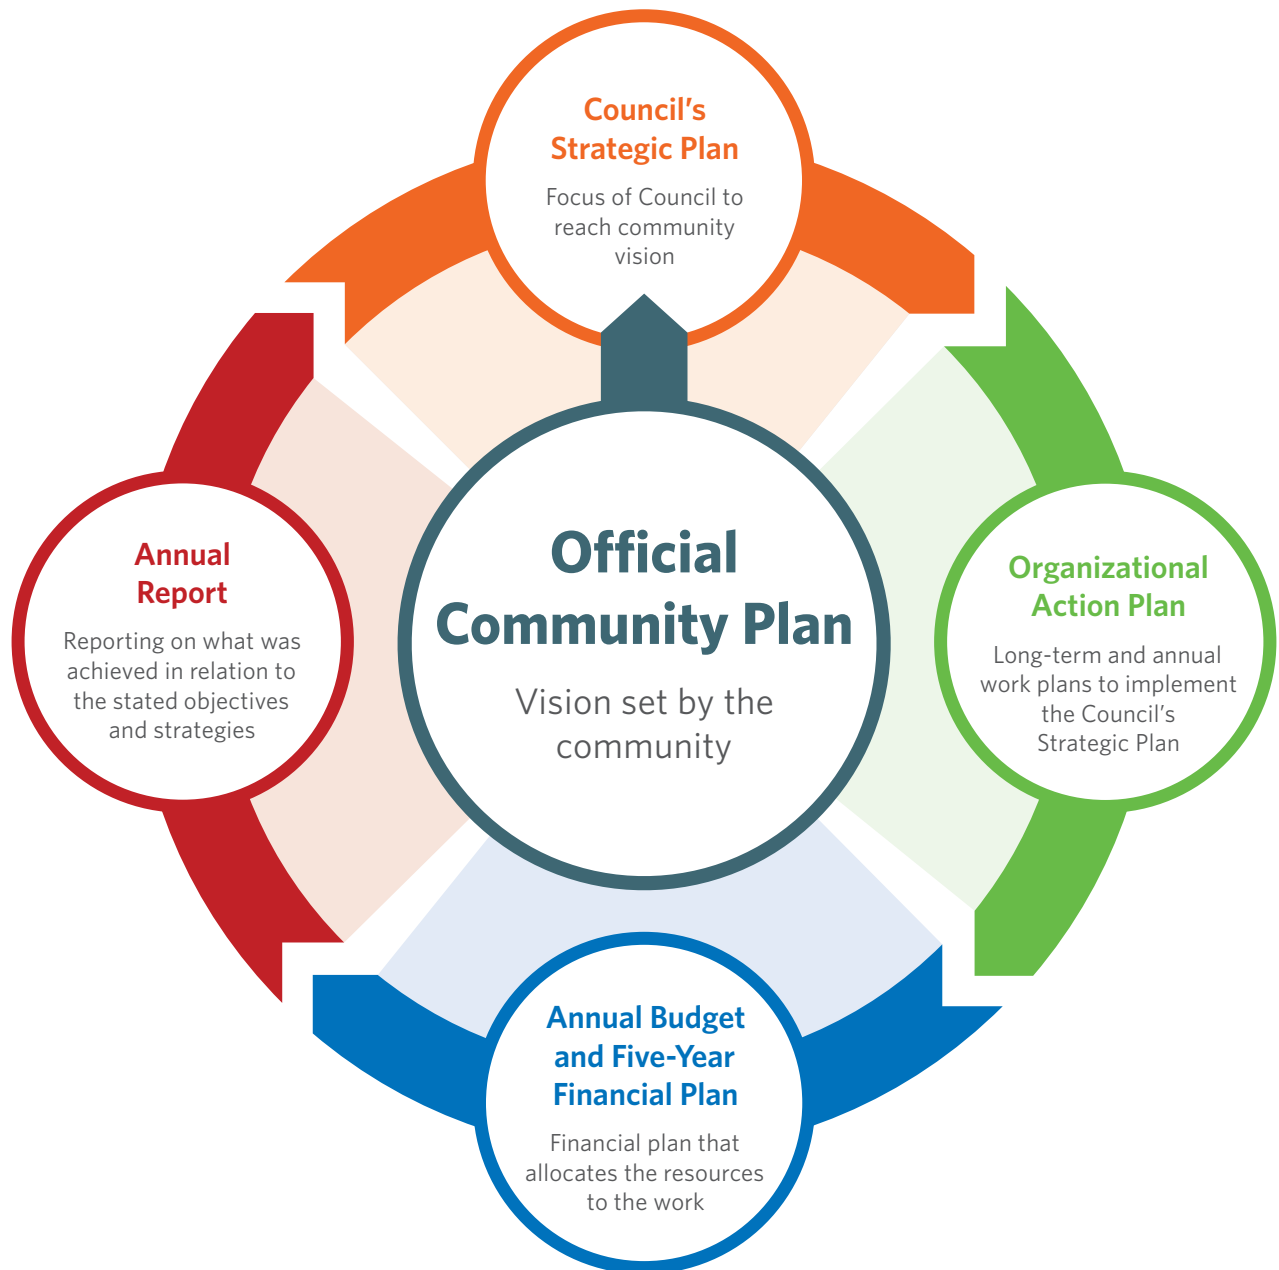 Council's
Strategic Plan
Focus of Council to
reach community
vision
Official
Community Plan
Vision set by the
community
Organizational
Action Plan
Long-term and annual
work plans to implement
the Council's
Strategic Plan
Annual Budget
and Five-Year
Financial Plan
Financial plan that
allocates the resources
to the work
Annual
Report
Reporting on what was
achieved in relation to
the stated objectives
and strategies